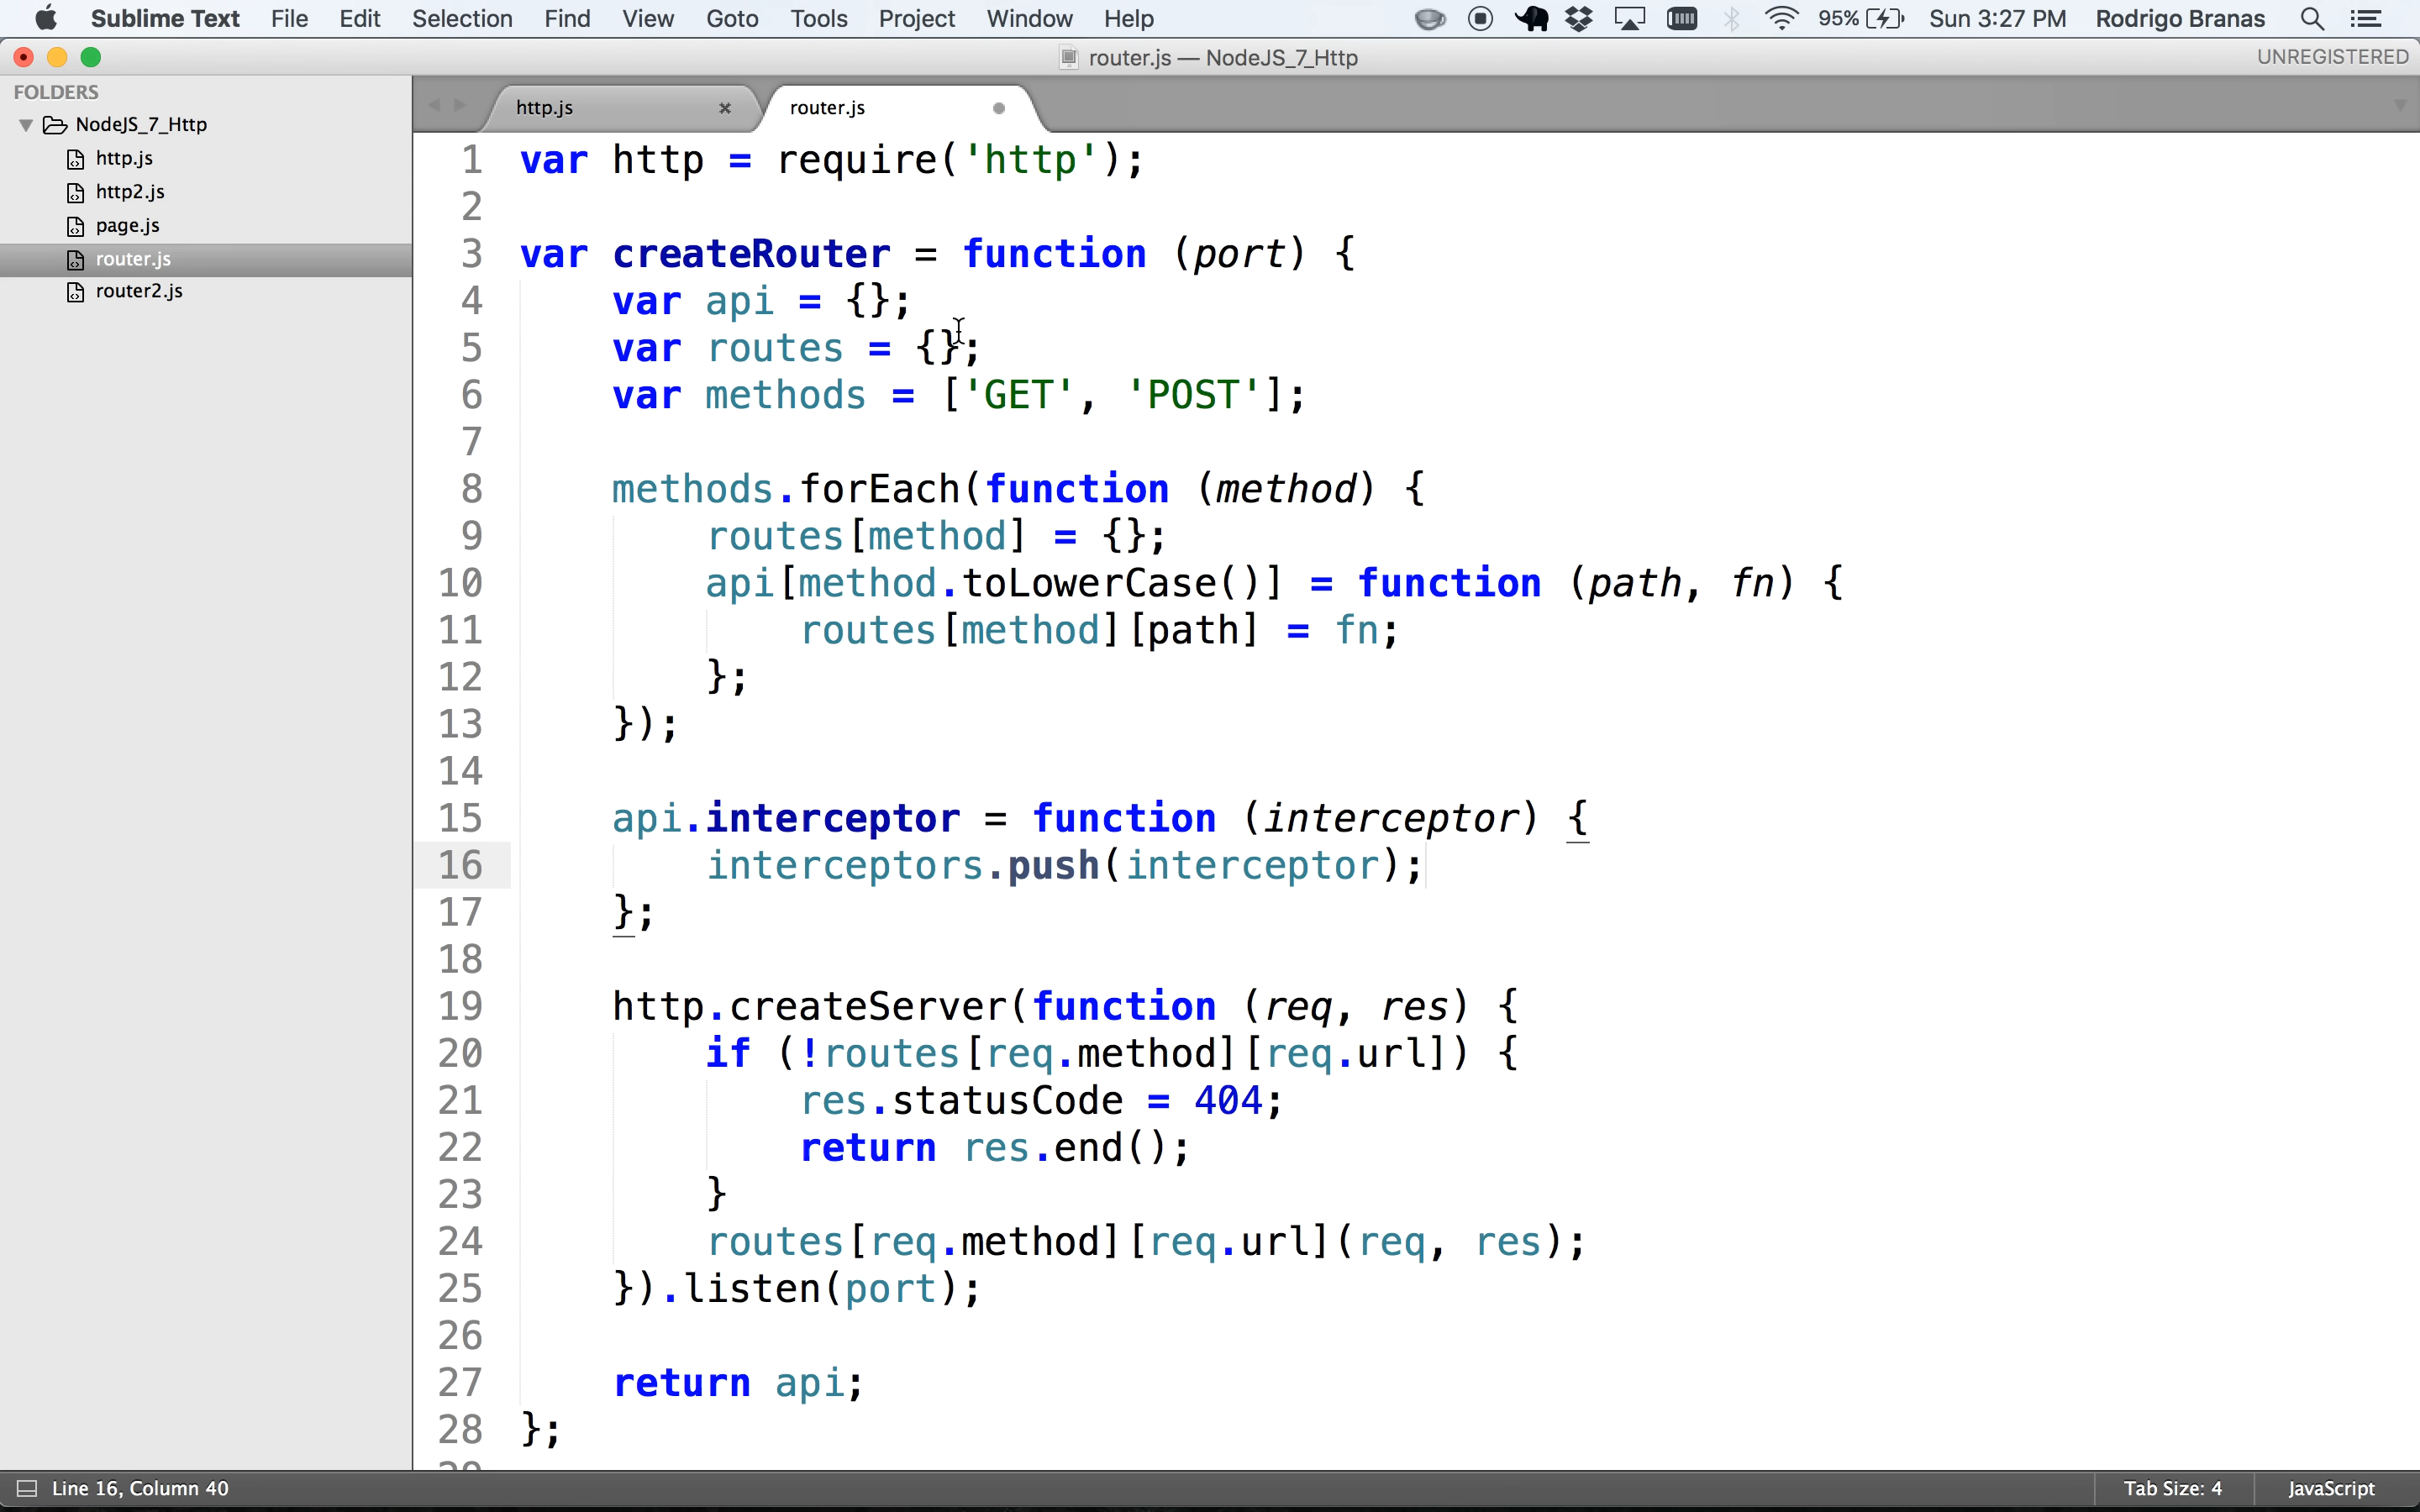 Sublime Text File Edit Selection Find View Goto Tools Project Window Help 95% Sun 3:27 PM Rodrigo Branas
router.js — NodeJS_7_Http UNREGISTERED
FOLDERS
NodeJS_7_Http
http.js
http2.js
page.js
router.js
router2.js
http.js × router.js
1 var http = require('http');
2
3 var createRouter = function (port) {
4     var api = {};
5     var routes = {};
6     var methods = ['GET', 'POST'];
7
8     methods.forEach(function (method) {
9         routes[method] = {};
10         api[method.toLowerCase()] = function (path, fn) {
11             routes[method][path] = fn;
12         };
13     });
14
15     api.interceptor = function (interceptor) {
16         interceptors.push(interceptor);
17     };
18
19     http.createServer(function (req, res) {
20         if (!routes[req.method][req.url]) {
21             res.statusCode = 404;
22             return res.end();
23         }
24         routes[req.method][req.url](req, res);
25     }).listen(port);
26
27     return api;
28 };
Line 16, Column 40 Tab Size: 4 JavaScript